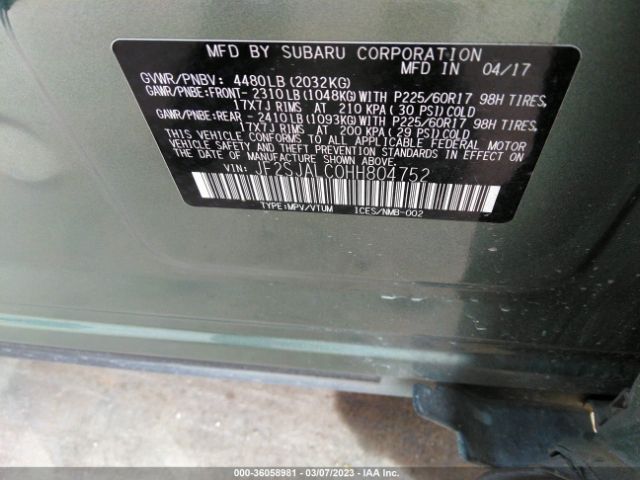 MFD BY SUBARU CORPORATION
MFD IN 04/17
GVWR/PNBV: 4480LB(2032KG)
GAWR/PNBE:FRONT-2310LB(1048KG)WITH P225/60R17 98H TIRES,
17X7J RIMS AT 210 KPA(30 PSI)COLD
GAWR/PNBE:REAR -2410LB(1093KG)WITH P225/60R17 98H TIRES,
17X7J RIMS AT 200 KPA(29 PSI)COLD
THIS VEHICLE CONFORMS TO ALL APPLICABLE FEDERAL MOTOR
VEHICLE SAFETY AND THEFT PREVENTION STANDARDS IN EFFECT ON
THE DATE OF MANUFACTURE SHOWN ABOVE.
VIN: JF2SJALC0HH804752
TYPE:MPV/VTUM ICES/NMB-002
000-36058981 - 03/07/2023 - IAA Inc.